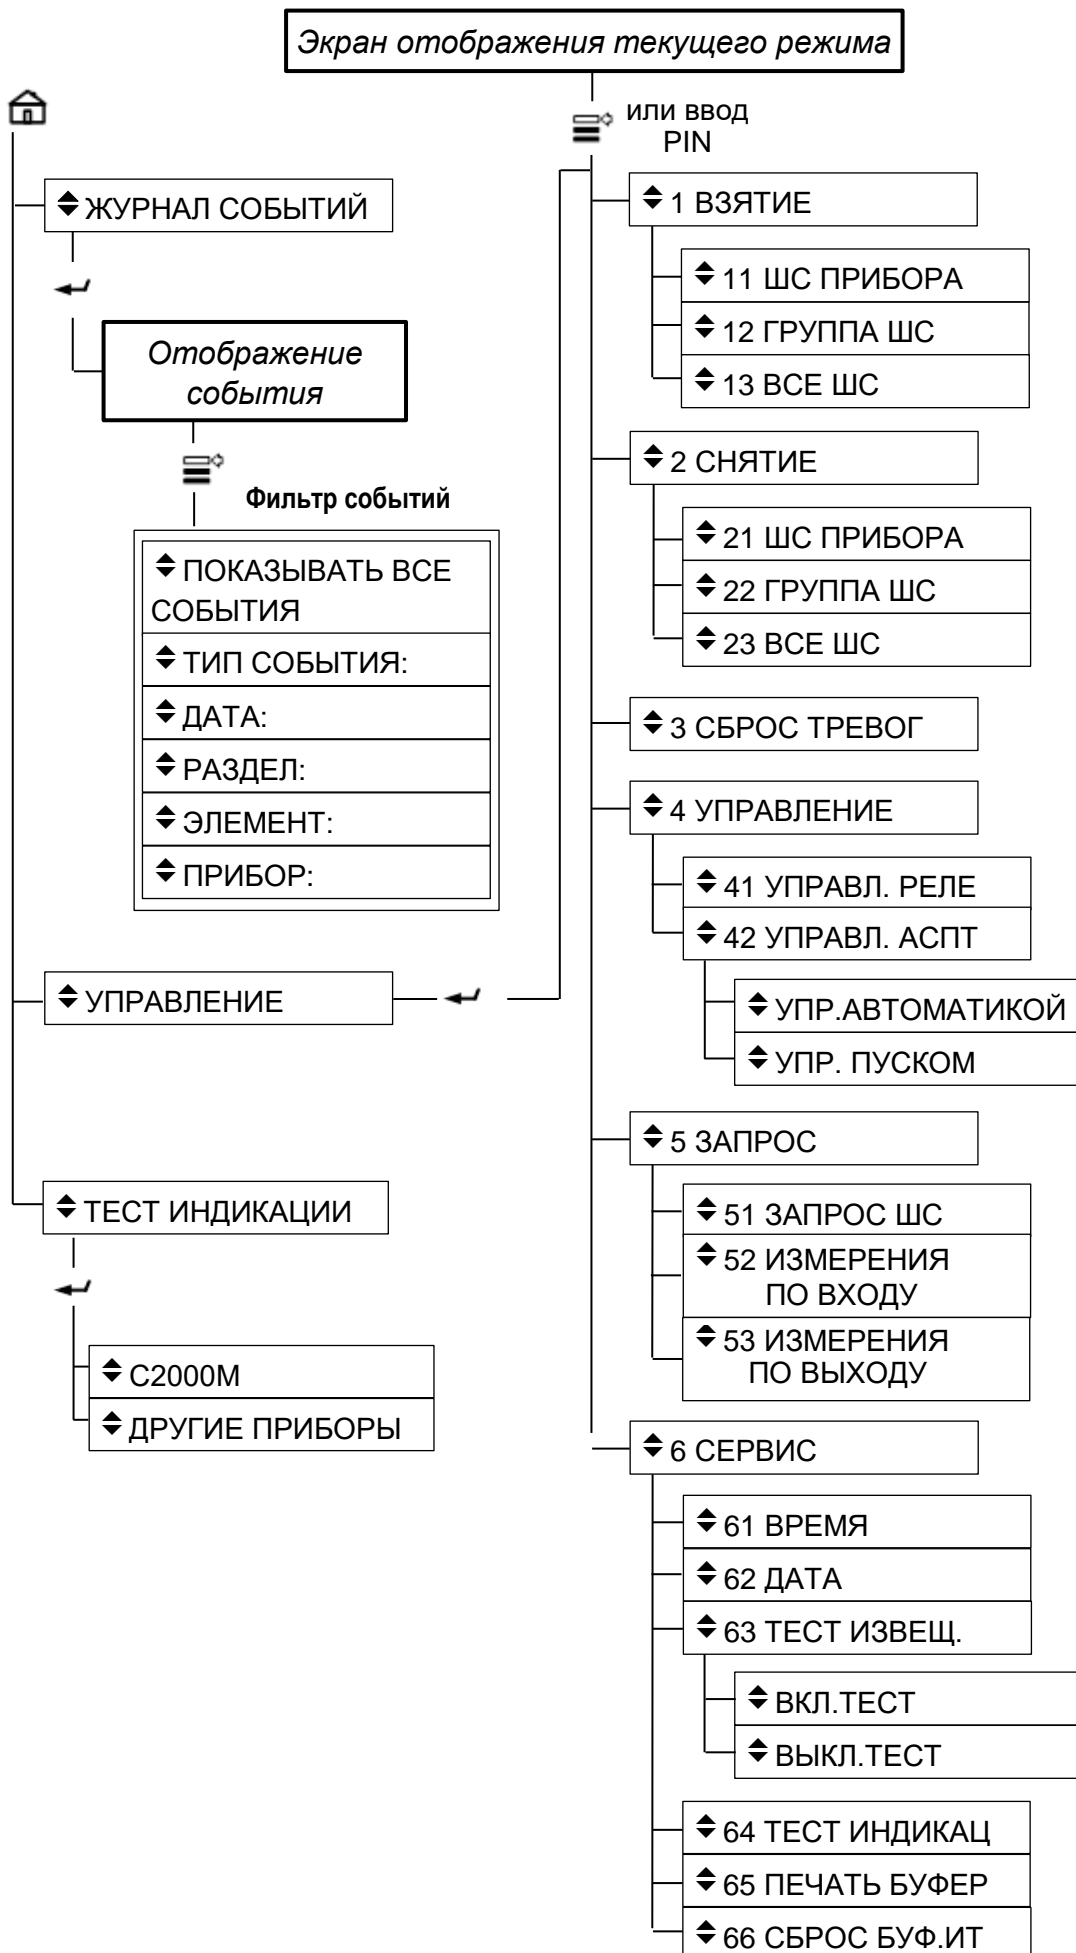 Экран отображения текущего режима
или ввод
PIN
ЖУРНАЛ СОБЫТИЙ
Отображение
события
Фильтр событий
ПОКАЗЫВАТЬ ВСЕ
СОБЫТИЯ
ТИП СОБЫТИЯ:
ДАТА:
РАЗДЕЛ:
ЭЛЕМЕНТ:
ПРИБОР:
УПРАВЛЕНИЕ
ТЕСТ ИНДИКАЦИИ
С2000М
ДРУГИЕ ПРИБОРЫ
1 ВЗЯТИЕ
11 ШС ПРИБОРА
12 ГРУППА ШС
13 ВСЕ ШС
2 СНЯТИЕ
21 ШС ПРИБОРА
22 ГРУППА ШС
23 ВСЕ ШС
3 СБРОС ТРЕВОГ
4 УПРАВЛЕНИЕ
41 УПРАВЛ. РЕЛЕ
42 УПРАВЛ. АСПТ
УПР.АВТОМАТИКОЙ
УПР. ПУСКОМ
5 ЗАПРОС
51 ЗАПРОС ШС
52 ИЗМЕРЕНИЯ
ПО ВХОДУ
53 ИЗМЕРЕНИЯ
ПО ВЫХОДУ
6 СЕРВИС
61 ВРЕМЯ
62 ДАТА
63 ТЕСТ ИЗВЕЩ.
ВКЛ.ТЕСТ
ВЫКЛ.ТЕСТ
64 ТЕСТ ИНДИКАЦ
65 ПЕЧАТЬ БУФЕР
66 СБРОС БУФ.ИТ